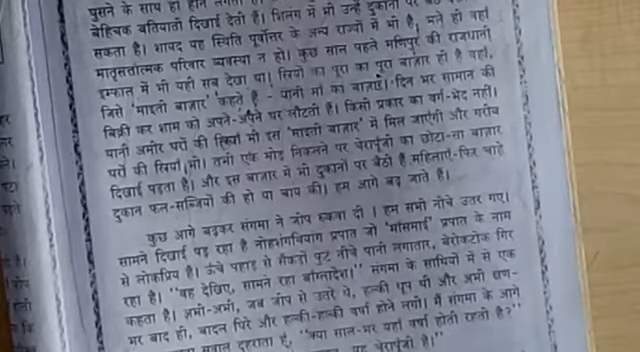 घुसने के साथ ही होने लगता
बेहिचक बतियाती दिखाई देती हैं। शिलंग में भी उन्हें दुकानों पर
सकता है। शायद यह स्थिति पूर्वोत्तर के अन्य राज्यों में भी है, भले ही वहाँ
मातृसत्तात्मक परिवार व्यवस्था न हो। कुछ साल पहले मणिपुर की राजधानी
इम्फाल में भी यही सब देखा था। स्त्रियों का पूरा का पूरा बाज़ार ही है वहाँ,
जिसे 'माइती बाज़ार' कहते हैं - यानी माँ का बाज़ार। दिन भर सामान की
बिक्री कर शाम को अपने-अपने घर लौटती हैं। किसी प्रकार का वर्ग-भेद नहीं।
यानी अमीर घरों की स्त्रियाँ भी इस 'माइती बाज़ार' में मिल जाएँगी और गरीब
घरों की स्त्रियाँ भी। तभी एक मोड़ निकलने पर चेरापूंजी का छोटा-सा बाज़ार
दिखाई पड़ता है। और इस बाज़ार में भी दुकानों पर बैठी हैं महिलाएँ-फिर चाहे
दुकान फल-सब्जियों की हो या चाय की। हम आगे बढ़ जाते हैं।
कुछ आगे बढ़कर संगमा ने जीप रुकवा दी। हम सभी नीचे उतर गए।
सामने दिखाई पड़ रहा है नोहशंगथियांग प्रपात जो 'मॉसमाई' प्रपात के नाम
से लोकप्रिय है। ऊँचे पहाड़ से सैंकड़ों फुट नीचे पानी लगातार, बेरोकटोक गिर
रहा है। "वह देखिए, सामने रहा बांग्लादेश।" संगमा के साथियों में से एक
कहता है। अभी-अभी, जब जीप से उतरे थे, हल्की धूप थी और अभी क्षण-
भर बाद ही, बादल घिरे और हल्की-हल्की वर्षा होने लगी। मैं संगमा के आगे
सवाल दुहराता हूँ, "क्या साल-भर यहाँ वर्षा होती रहती है?"
यह चेरापूंजी है।"